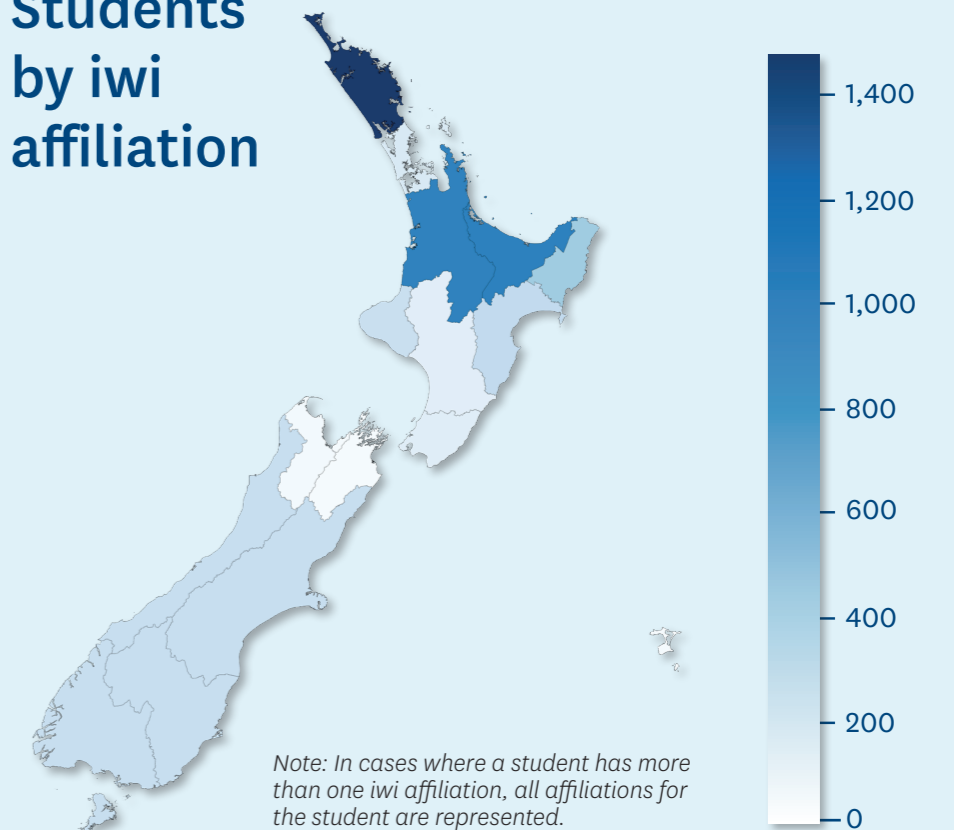 Students
by iwi
affiliation
1,400
1,200
1,000
800
600
400
200
0
Note: In cases where a student has more
than one iwi affiliation, all affiliations for
the student are represented.